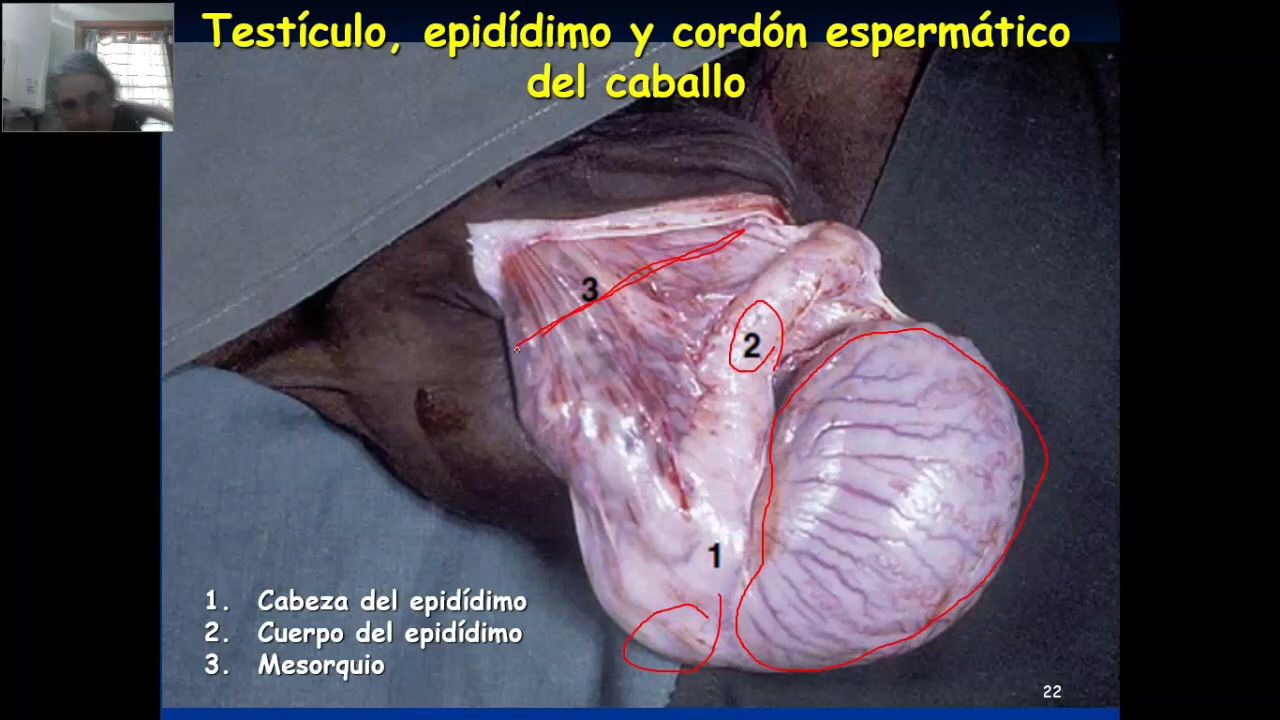 Testículo, epidídimo y cordón espermático
del caballo
3
2
1
1. Cabeza del epidídimo
2. Cuerpo del epidídimo
3. Mesorquio
22